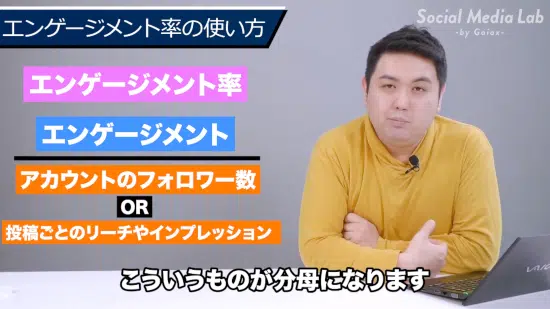 エンゲージメント率の使い方
Social Media Lab
-by Gaiax-
エンゲージメント率
エンゲージメント
アカウントのフォロワー数
OR
投稿ごとのリーチやインプレッション
こういうものが分母になります